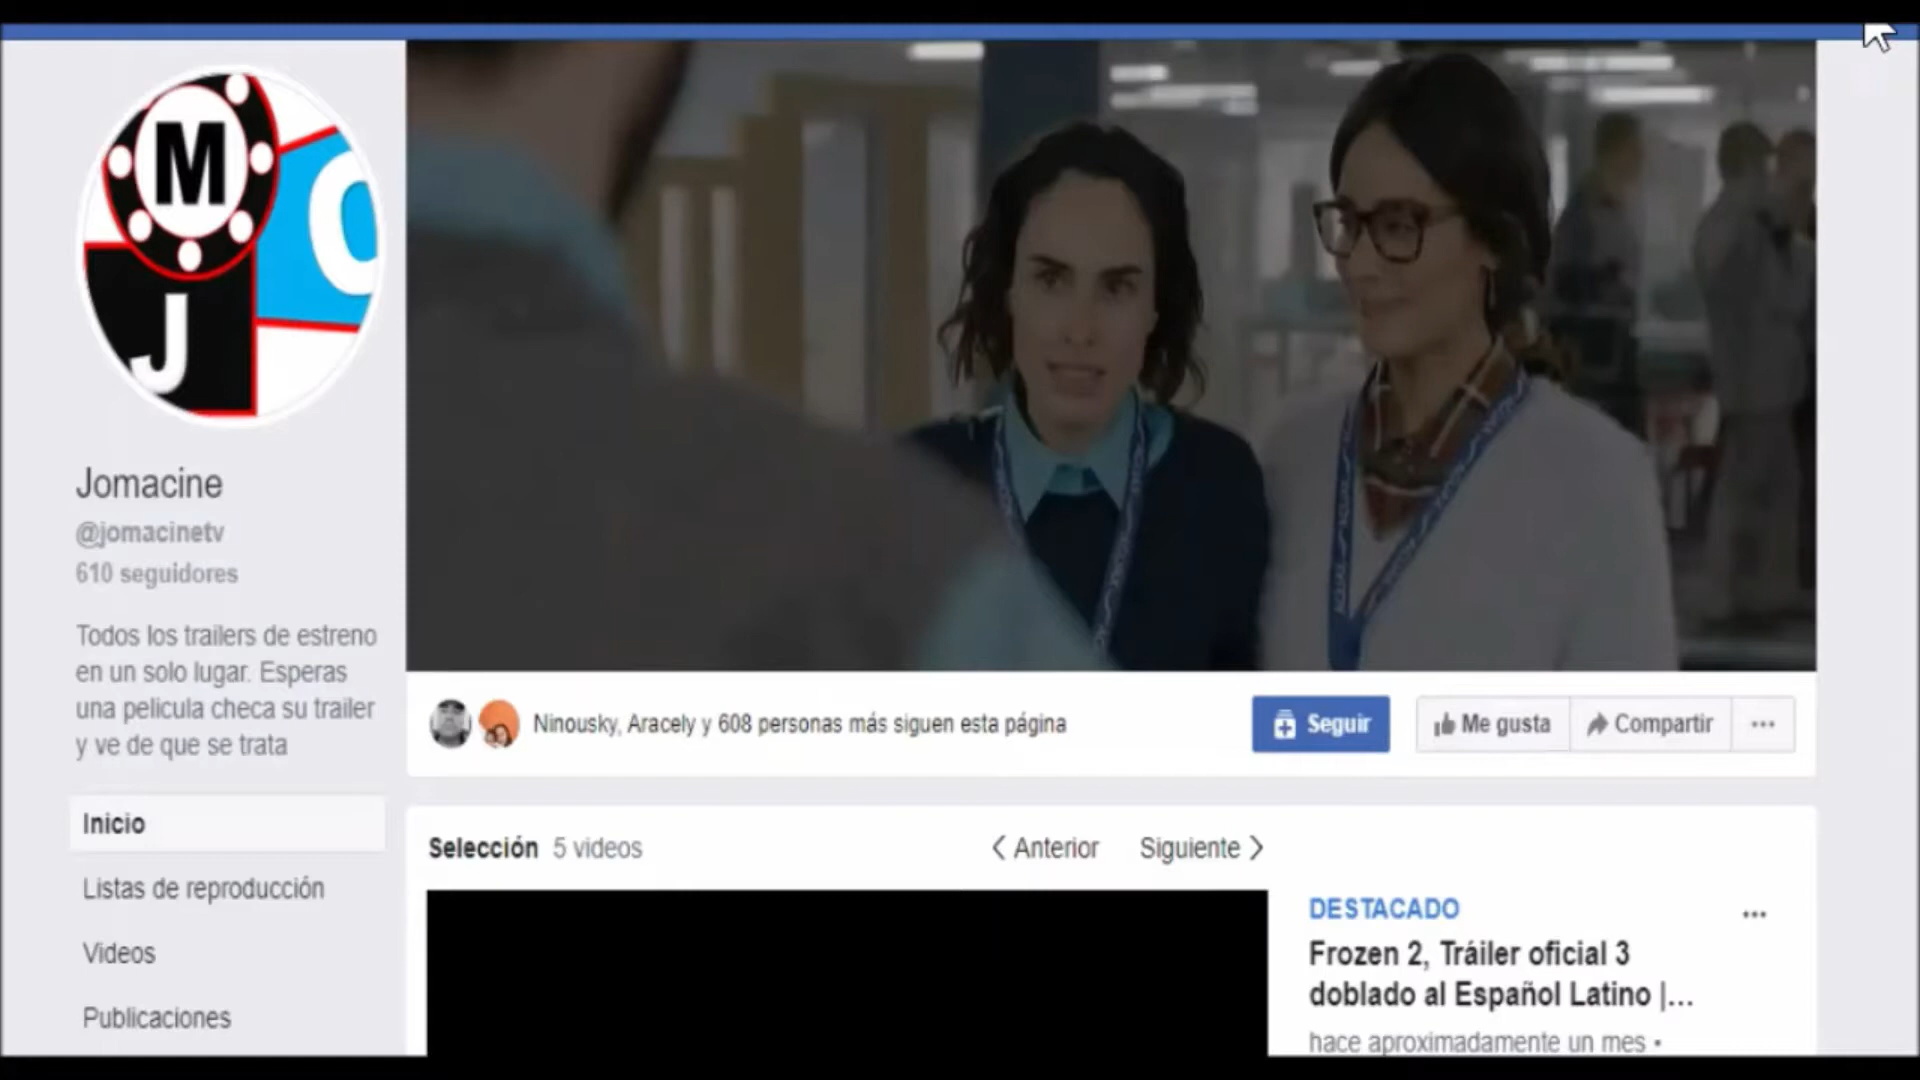 M
C
J
Jomacine
@jomacinetv
610 seguidores
Todos los trailers de estreno
en un solo lugar. Esperas
una pelicula checa su trailer
y ve de que se trata
Inicio
Listas de reproducción
Videos
Publicaciones
Ninousky, Aracely y 608 personas más siguen esta página
Seguir
Me gusta
Compartir
Selección 5 videos
Anterior
Siguiente
DESTACADO
Frozen 2, Tráiler oficial 3
doblado al Español Latino |...
hace aproximadamente un mes •